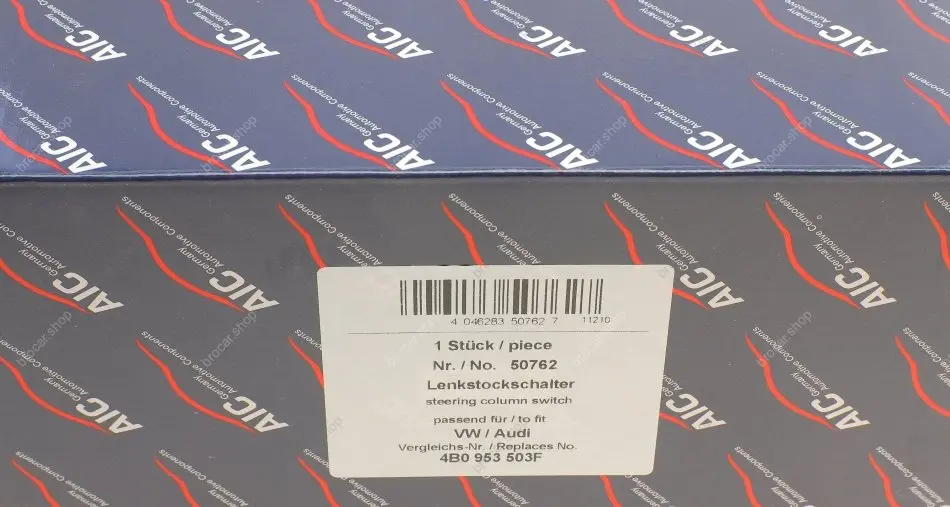 AIC Germany
Automotive Components
brocar.shop
4 046283 50762 7 11210
1 Stück / piece
Nr. / No. 50762
Lenkstockschalter
steering column switch
passend für / to fit
VW / Audi
Vergleichs-Nr. / Replaces No.
4B0 953 503F